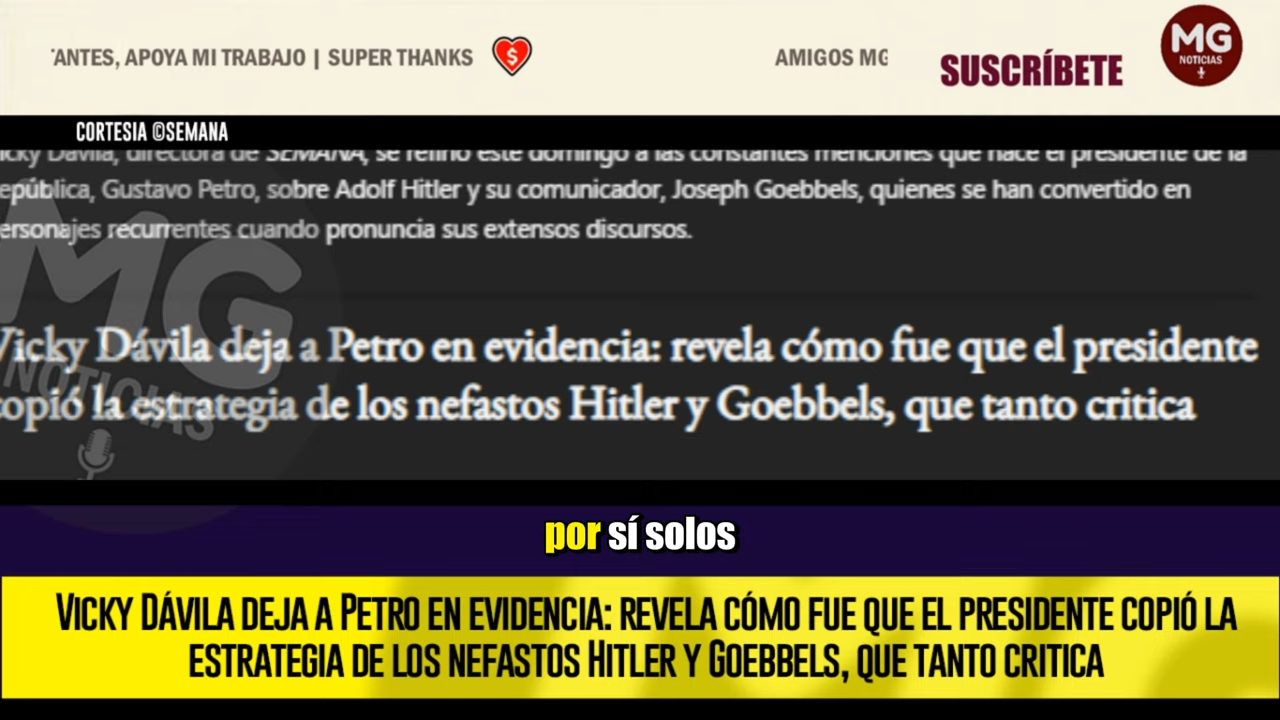 'ANTES, APOYA MI TRABAJO | SUPER THANKS $ AMIGOS MG
SUSCRÍBETE
MG
NOTICIAS
CORTESIA ©SEMANA
icky Dávila, directora de SEMANA, se refirió este domingo a las constantes menciones que hace el presidente de la
epública, Gustavo Petro, sobre Adolf Hitler y su comunicador, Joseph Goebbels, quienes se han convertido en
ersonajes recurrentes cuando pronuncia sus extensos discursos.
Vicky Dávila deja a Petro en evidencia: revela cómo fue que el presidente
copió la estrategia de los nefastos Hitler y Goebbels, que tanto critica
MG
NOTICIAS
por sí solos
VICKY DÁVILA DEJA A PETRO EN EVIDENCIA: REVELA CÓMO FUE QUE EL PRESIDENTE COPIÓ LA
ESTRATEGIA DE LOS NEFASTOS HITLER Y GOEBBELS, QUE TANTO CRITICA